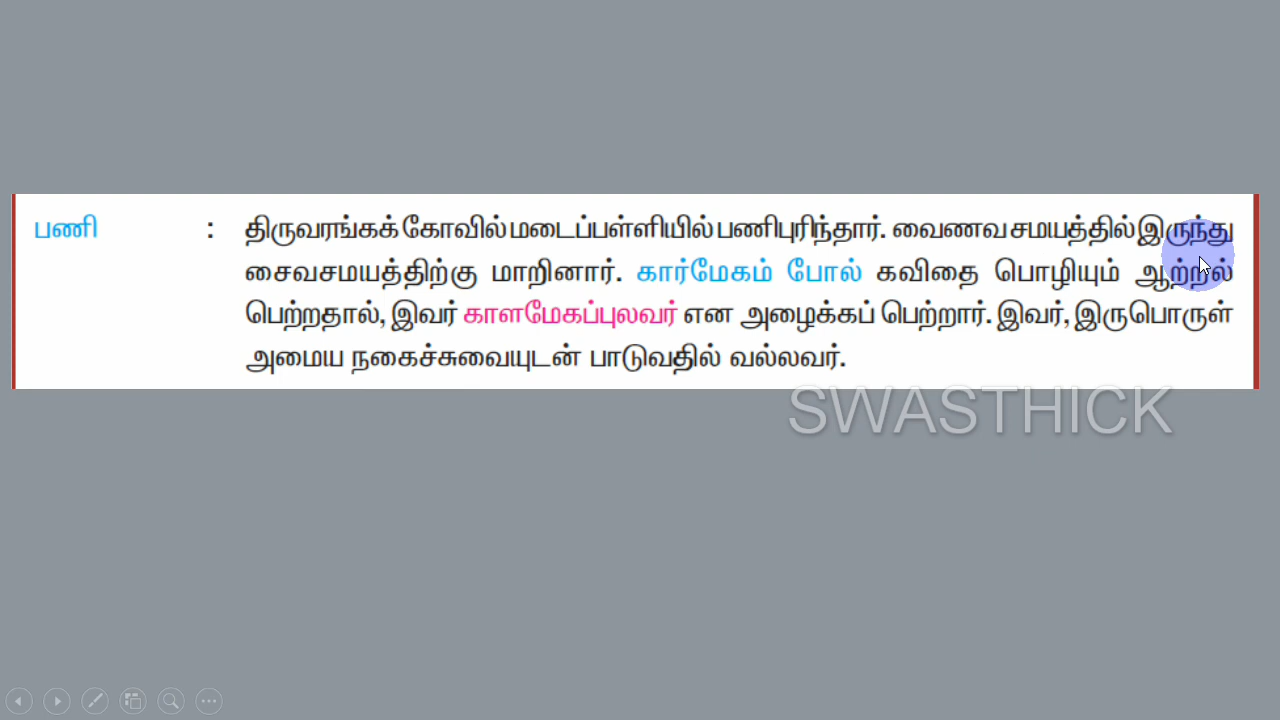 பணி : திருவரங்கக் கோவில் மடைப்பள்ளியில் பணிபுரிந்தார். வைணவ சமயத்தில் இருந்து
சைவசமயத்திற்கு மாறினார். கார்மேகம் போல் கவிதை பொழியும் ஆற்றல்
பெற்றதால், இவர் காளமேகப்புலவர் என அழைக்கப் பெற்றார். இவர், இருபொருள்
அமைய நகைச்சுவையுடன் பாடுவதில் வல்லவர்.
SWASTHICK